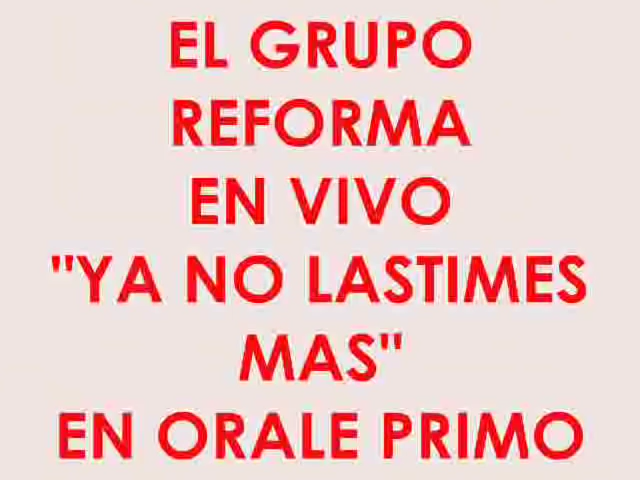 EL GRUPO
REFORMA
EN VIVO
"YA NO LASTIMES
MAS"
EN ORALE PRIMO